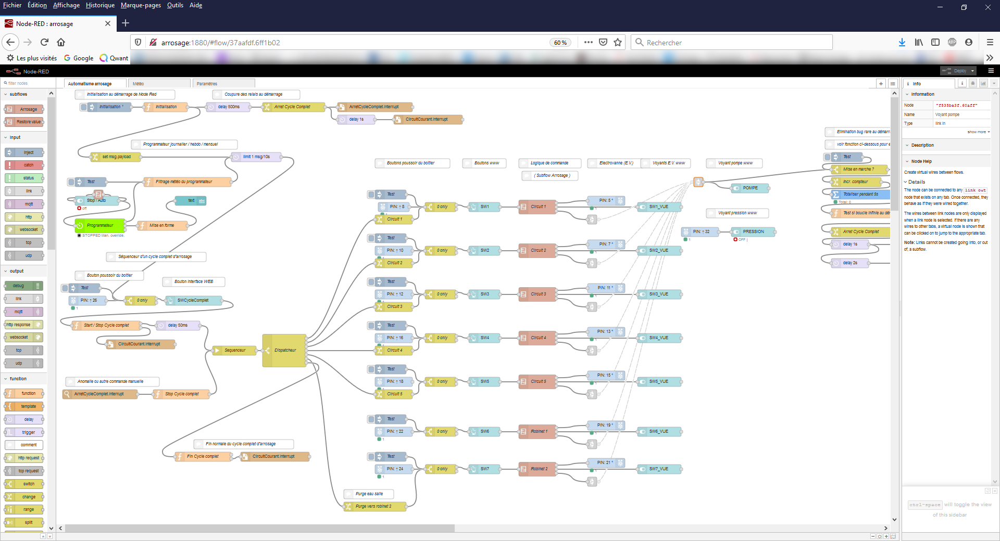 Fichier Édition Affichage Historique Marque-pages Outils Aide
Node-RED : arrosage
arrosage:1880/#flow/37aafdf.6ff1b02
60 %
Rechercher
Les plus visités Google Qwant
Node-RED
Deploy
filter nodes
Automatisme arrosage Météo Paramètres
subflows
Arrosage
Restore value
input
inject
catch
status
link
mqtt
http
websocket
tcp
udp
output
debug
link
mqtt
http response
websocket
tcp
udp
function
function
template
delay
trigger
comment
http request
tcp request
switch
change
range
split
Initialisation au démarrage de Node Red
Coupure des relais au démarrage
Initialisation ¹
Initialisation
delay 500ms
Arret Cycle Complet
ArretCycleComplet.Interrupt
delay 1s
CircuitCourant.Interrupt
Programmateur journalier / hebdo / mensuel
set msg.payload
limit 1 msg/10s
Test
Filtrage météo du programmateur
Stop / Auto
off
text
abc
Programmateur
Mise en forme
STOPPED Man. override.
Séquenceur d'un cycle complet d'arrosage
Bouton poussoir du boitier
Bouton Interface WEB
Test
PIN: ↑ 26
1
0 only
SWCycleComplet
Start / Stop Cycle complet
delay 50ms
CircuitCourant.Interrupt
Sequenceur
Dispatcheur
Anomalie ou autre commande manuelle
ArretCycleComplet.Interrupt
Stop Cycle complet
Fin normale du cycle complet d'arrosage
Fin Cycle complet
CircuitCourant.Interrupt
Boutons poussoir du boitier
Boutons www
Logique de commande
( Subflow Arrosage )
Electrovanne (E.V.)
Voyants E.V. www
Voyant pompe www
Test
PIN: ↑ 8
Circuit 1
0 only
SW1
Circuit 1
PIN: 5 *
1
SW1_VUE
Test
PIN: ↑ 10
Circuit 2
0 only
SW2
Circuit 2
PIN: 7 *
1
SW2_VUE
Test
PIN: ↑ 12
Circuit 3
0 only
SW3
Circuit 3
PIN: 11 *
1
SW3_VUE
Test
PIN: ↑ 16
Circuit 4
0 only
SW4
Circuit 4
PIN: 13 *
1
SW4_VUE
Test
PIN: ↑ 18
Circuit 5
0 only
SW5
Circuit 5
PIN: 15 *
1
SW5_VUE
Test
PIN: ↑ 22
1
0 only
SW6
Robinet 1
PIN: 19 *
1
SW6_VUE
Test
PIN: ↑ 24
1
0 only
SW7
Robinet 2
PIN: 21 *
1
SW7_VUE
Purge eau salle
Purge vers robinet 2
POMPE
Voyant pression www
PIN: ↑ 32
1
PRESSION
OFF |
Elimination bug rare au démarr
voir fonction ci-dessous pour e
Test
Mise en marche ?
Incr. compteur
Totaliser pendant 5s
Total: 0
Test si boucle infinie au dé
Arret Cycle Complet
delay 1s
delay 2s
info
Information
Node "f535ba3f.60aff"
Name Voyant pompe
Type link in
show more
Description
Node Help
Create virtual wires between flows.
Details
The node can be connected to any link out
node that exists on any tab. Once connected, they
behave as if they were wired together.
The wires between link nodes are only displayed
when a link node is selected. If there are any
wires to other tabs, a virtual node is shown that
can be clicked on to jump to the appropriate tab.
Note: Links cannot be created going into, or out
of, a subflow.
ctrl-space will toggle the view
of this sidebar